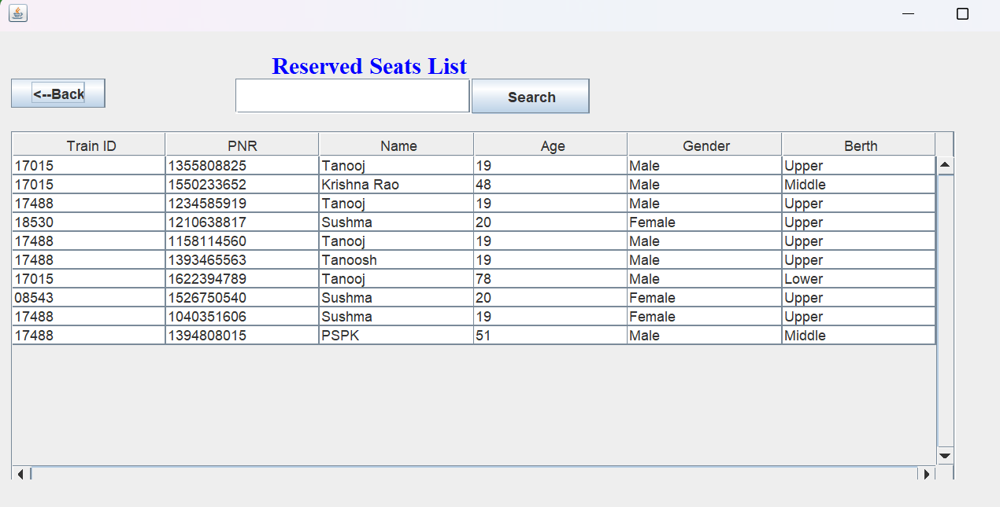 Reserved Seats List
<--Back
Search
Train ID PNR Name Age Gender Berth
17015 1355808825 Tanooj 19 Male Upper
17015 1550233652 Krishna Rao 48 Male Middle
17488 1234585919 Tanooj 19 Male Upper
18530 1210638817 Sushma 20 Female Upper
17488 1158114560 Tanooj 19 Male Upper
17488 1393465563 Tanoosh 19 Male Upper
17015 1622394789 Tanooj 78 Male Lower
08543 1526750540 Sushma 20 Female Upper
17488 1040351606 Sushma 19 Female Upper
17488 1394808015 PSPK 51 Male Middle